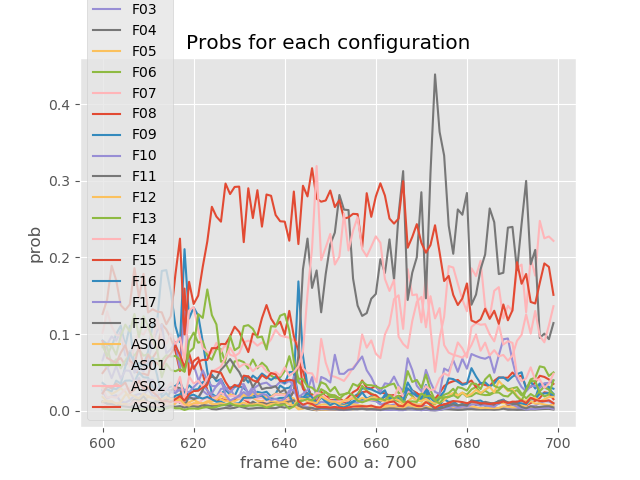 F03
F04
F05
F06
F07
F08
F09
F10
F11
F12
F13
F14
F15
F16
F17
F18
AS00
AS01
AS02
AS03
Probs for each configuration
prob
0.4
0.3
0.2
0.1
0.0
600 620 640 660 680 700
frame de: 600 a: 700